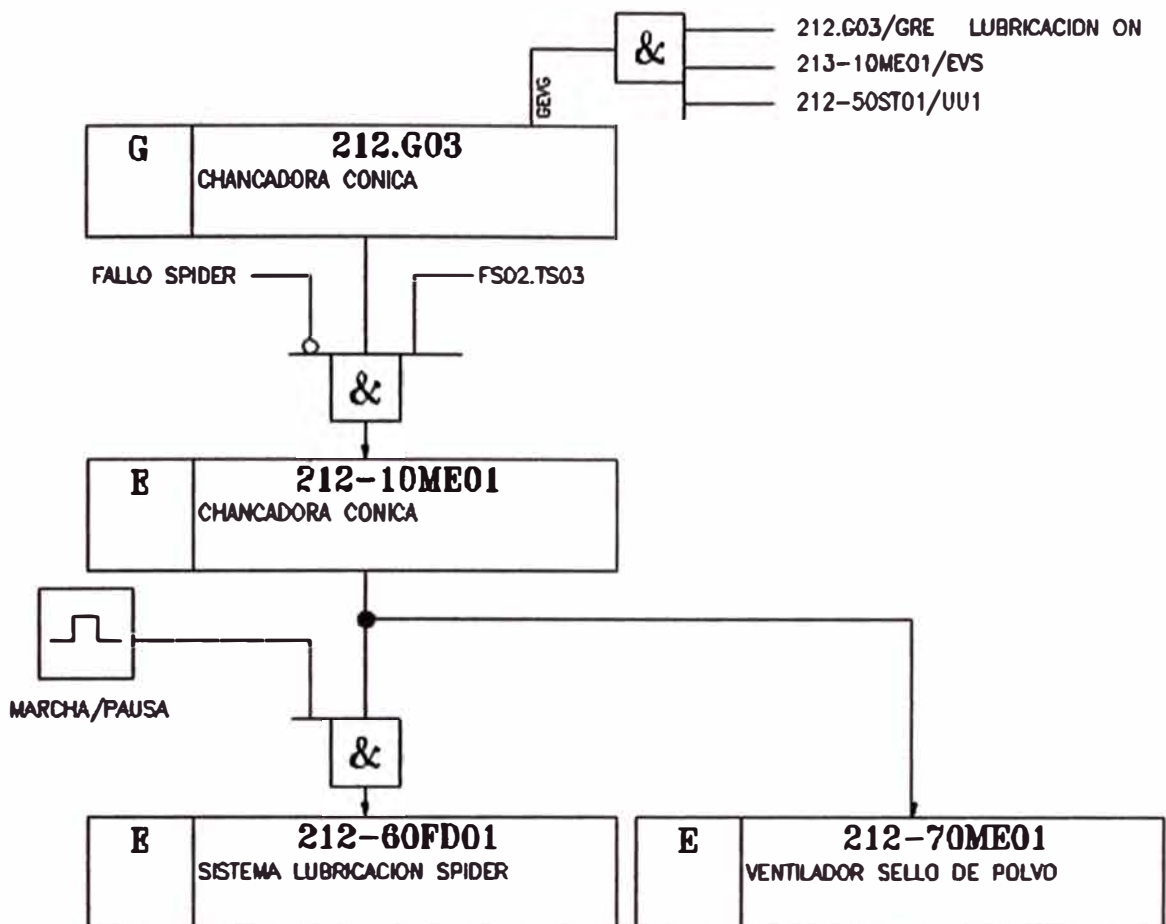 & 212.G03/GRE LUBRICACION ON
213-10ME01/EVS
212-50ST01/UU1
GEVG
G 212.G03
CHANCADORA CONICA
FALLO SPIDER FS02.TS03
&
E 212-10ME01
CHANCADORA CONICA
MARCHA/PAUSA
&
E 212-60FD01 E 212-70ME01
SISTEMA LUBRICACION SPIDER VENTILADOR SELLO DE POLVO